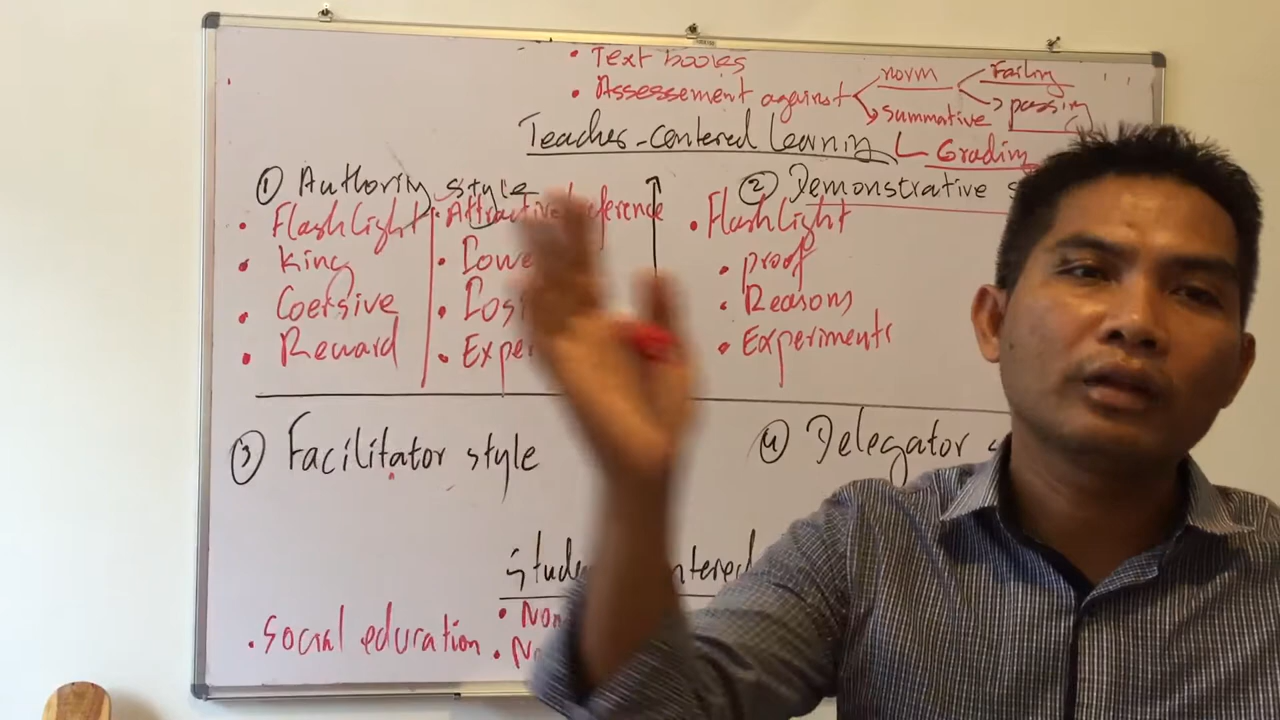 • Text books
• Assessement against norm Failing
summative passing
Teacher-centered Learning Grading
① Authority style ② Demonstrative
• FlashLight • Attractive • FlashLight
• King • proof
• Coersive • Reasons
• Reward • Experiments
③ Facilitator style ④ Delegator
• Social education